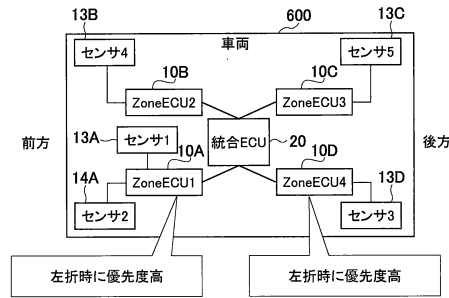 13B
600
13C
センサ4
車両
センサ5
10B
10C
ZoneECU2
ZoneECU3
13A
センサ1
前方
統合ECU
後方
10A
20
10D
14A
ZoneECU1
ZoneECU4
13D
センサ2
センサ3
左折時に優先度高
左折時に優先度高